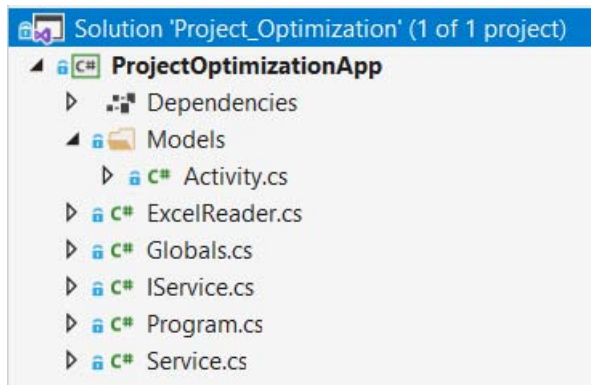 Solution 'Project_Optimization' (1 of 1 project)
C# ProjectOptimizationApp
Dependencies
Models
C# Activity.cs
C# ExcelReader.cs
C# Globals.cs
C# IService.cs
C# Program.cs
C# Service.cs